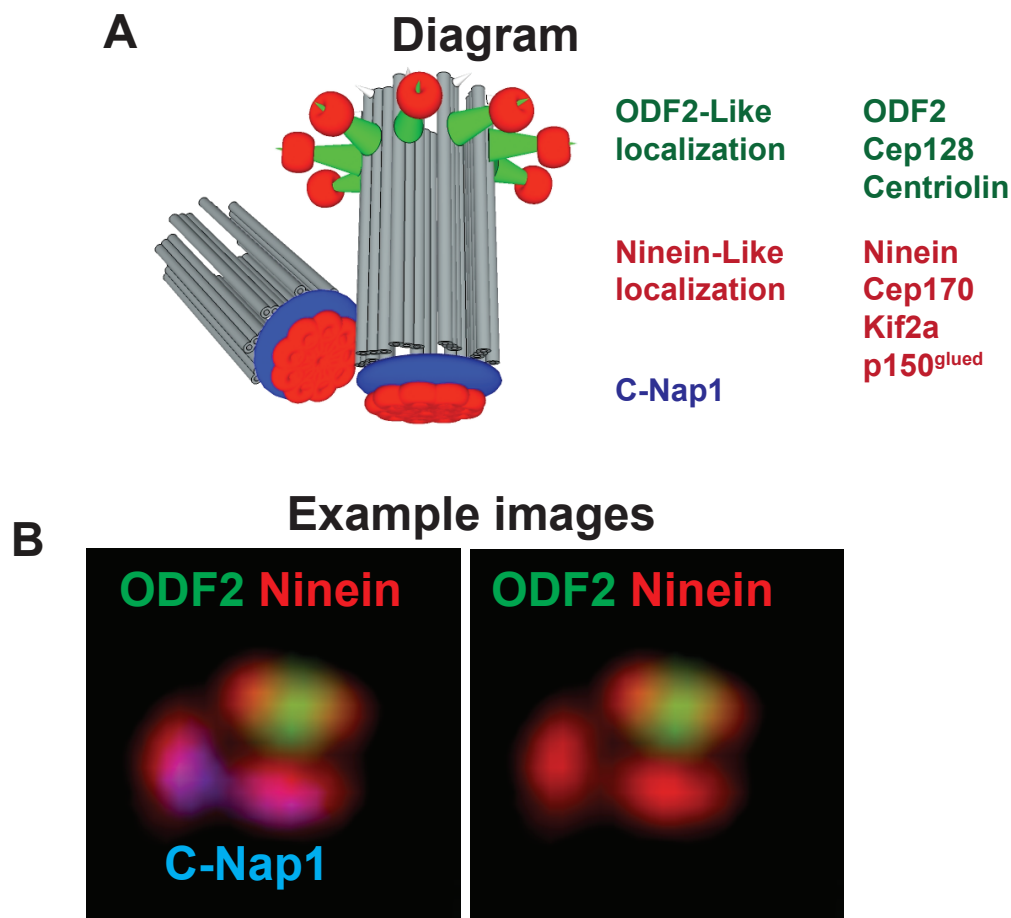 A
Diagram
ODF2-Like
localization
ODF2
Cep128
Centriolin
Ninein-Like
localization
Ninein
Cep170
Kif2a
p150glued
C-Nap1
B
Example images
ODF2 Ninein
C-Nap1
ODF2 Ninein